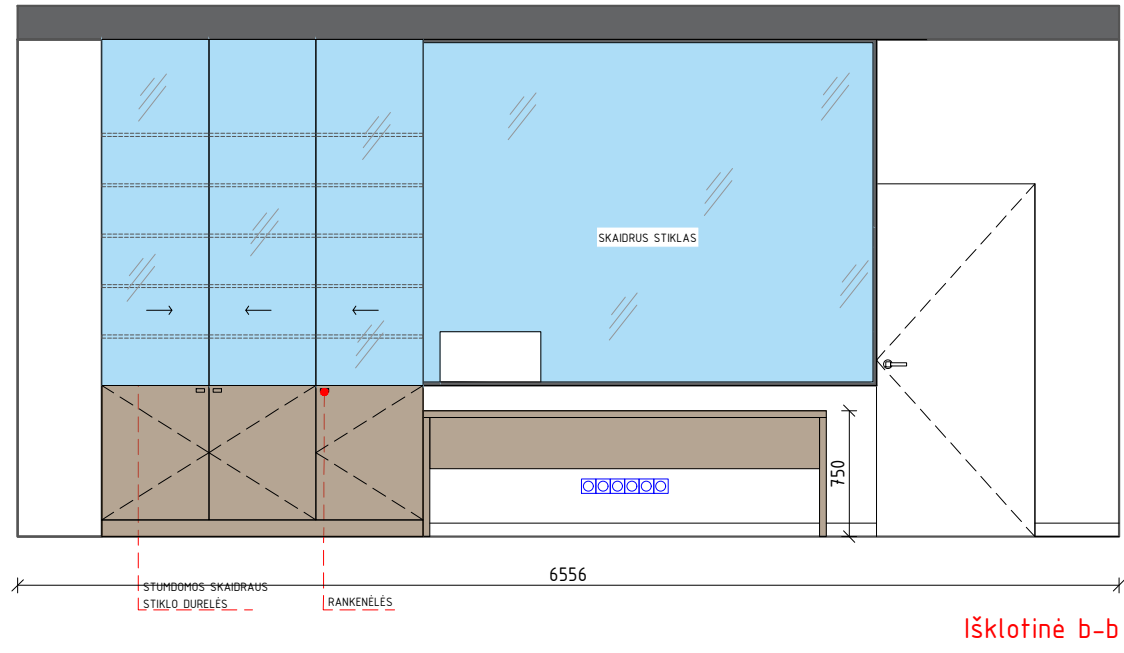 SKAIDRUS STIKLAS
750
6556
STUMDOMOS SKAIDRAUS
STIKLO DURELĖS
RANKENĖLĖS
Išklotinė b-b